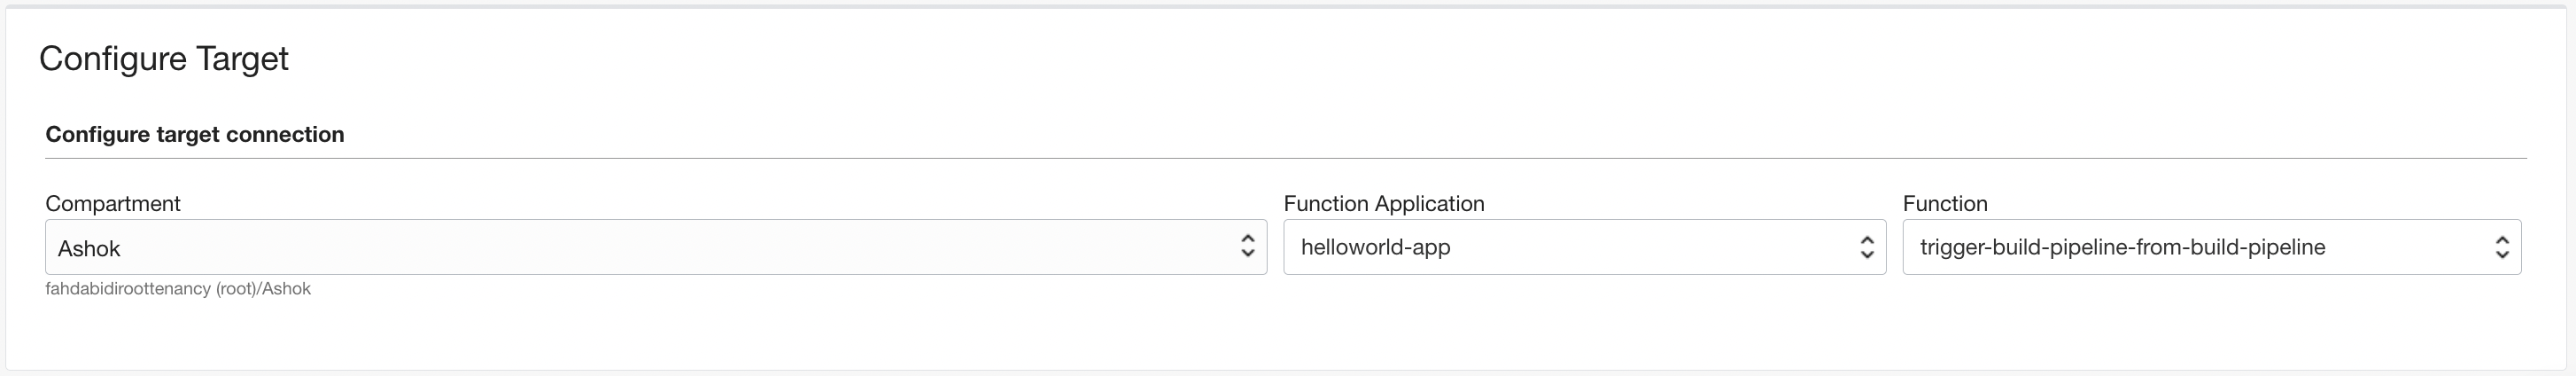 Configure Target
Configure target connection
Compartment
Ashok
fahdabidiroottenancy (root)/Ashok
Function Application
helloworld-app
Function
trigger-build-pipeline-from-build-pipeline